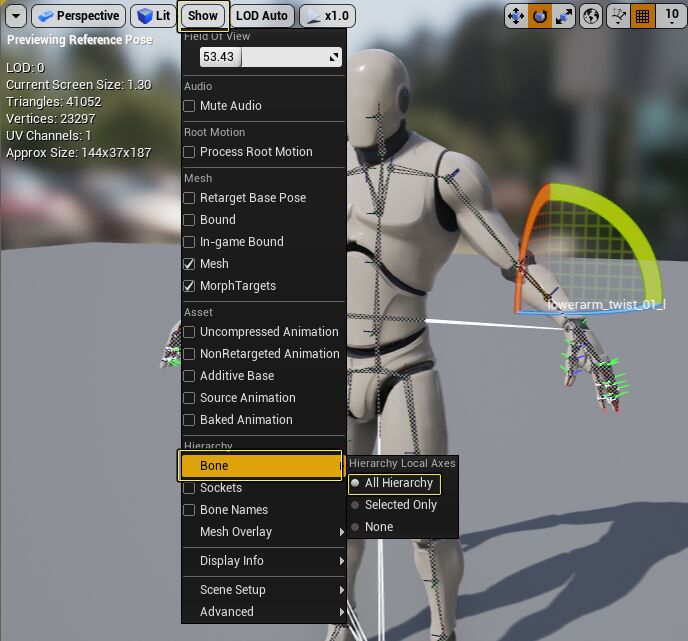 Perspective
Lit
Show
LOD Auto
x1.0
10
Previewing Reference Pose
LOD: 0
Current Screen Size: 1.30
Triangles: 41052
Vertices: 23297
UV Channels: 1
Approx Size: 144x37x187
Field Of View
53.43
Audio
Mute Audio
Root Motion
Process Root Motion
Mesh
Retarget Base Pose
Bound
In-game Bound
Mesh
MorphTargets
Asset
Uncompressed Animation
NonRetargeted Animation
Additive Base
Source Animation
Baked Animation
Hierarchy
Bone
Sockets
Bone Names
Mesh Overlay
Display Info
Scene Setup
Advanced
Hierarchy Local Axes
All Hierarchy
Selected Only
None
lowerarm_twist_01_l